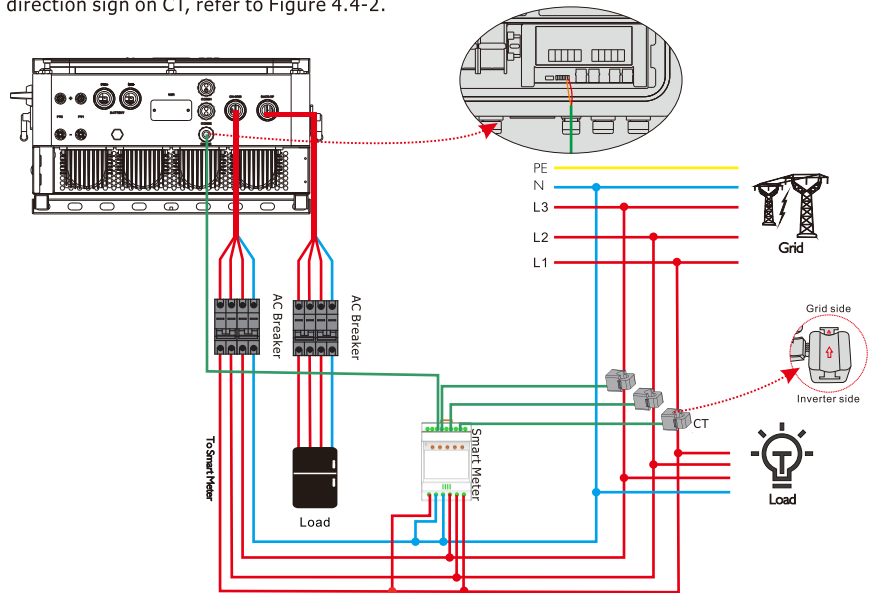 direction sign on CT, refer to Figure 4.4-2.
BATTERY
PE
N
L3
L2
L1
Grid
AC Breaker
AC Breaker
Grid side
Inverter side
CT
To Smart Meter
Smart Meter
Load
Load